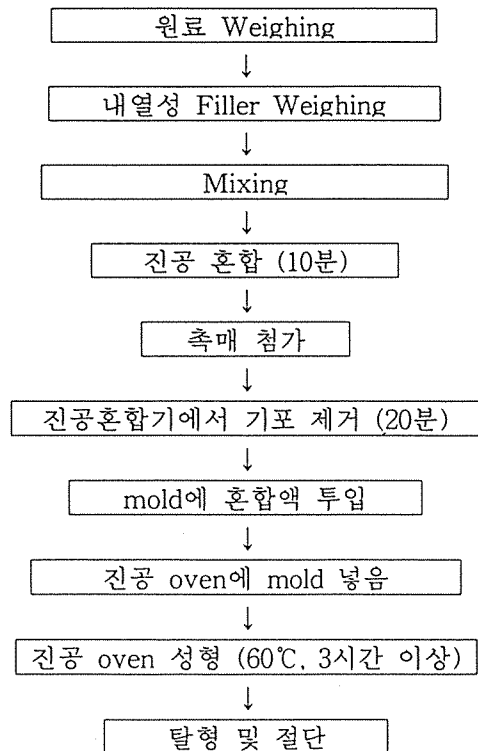 원료 Weighing
↓
내열성 Filler Weighing
↓
Mixing
↓
진공 혼합 (10분)
↓
촉매 첨가
↓
진공혼합기에서 기포 제거 (20분)
↓
mold에 혼합액 투입
↓
진공 oven에 mold 넣음
↓
진공 oven 성형 (60℃, 3시간 이상)
↓
탈형 및 절단